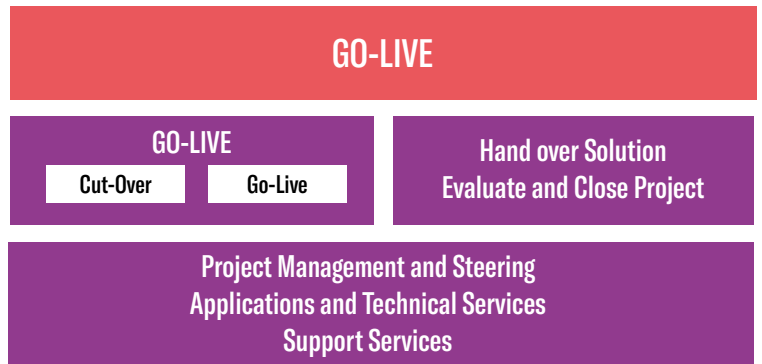 GO-LIVE
GO-LIVE
Cut-Over
Go-Live
Hand over Solution
Evaluate and Close Project
Project Management and Steering
Applications and Technical Services
Support Services